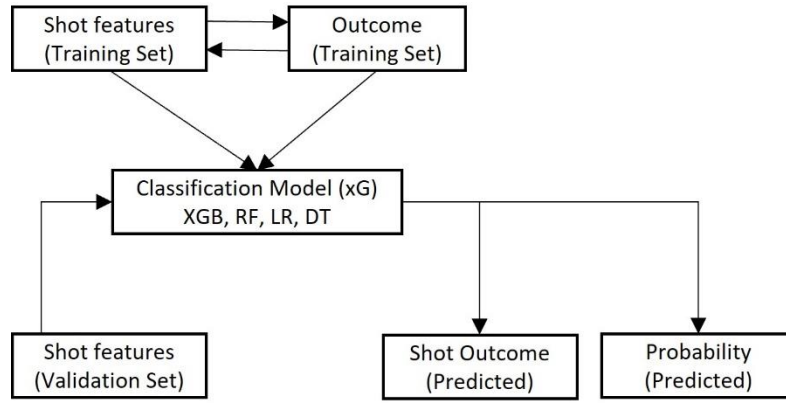 Shot features
(Training Set)
Outcome
(Training Set)
Classification Model (xG)
XGB, RF, LR, DT
Shot features
(Validation Set)
Shot Outcome
(Predicted)
Probability
(Predicted)